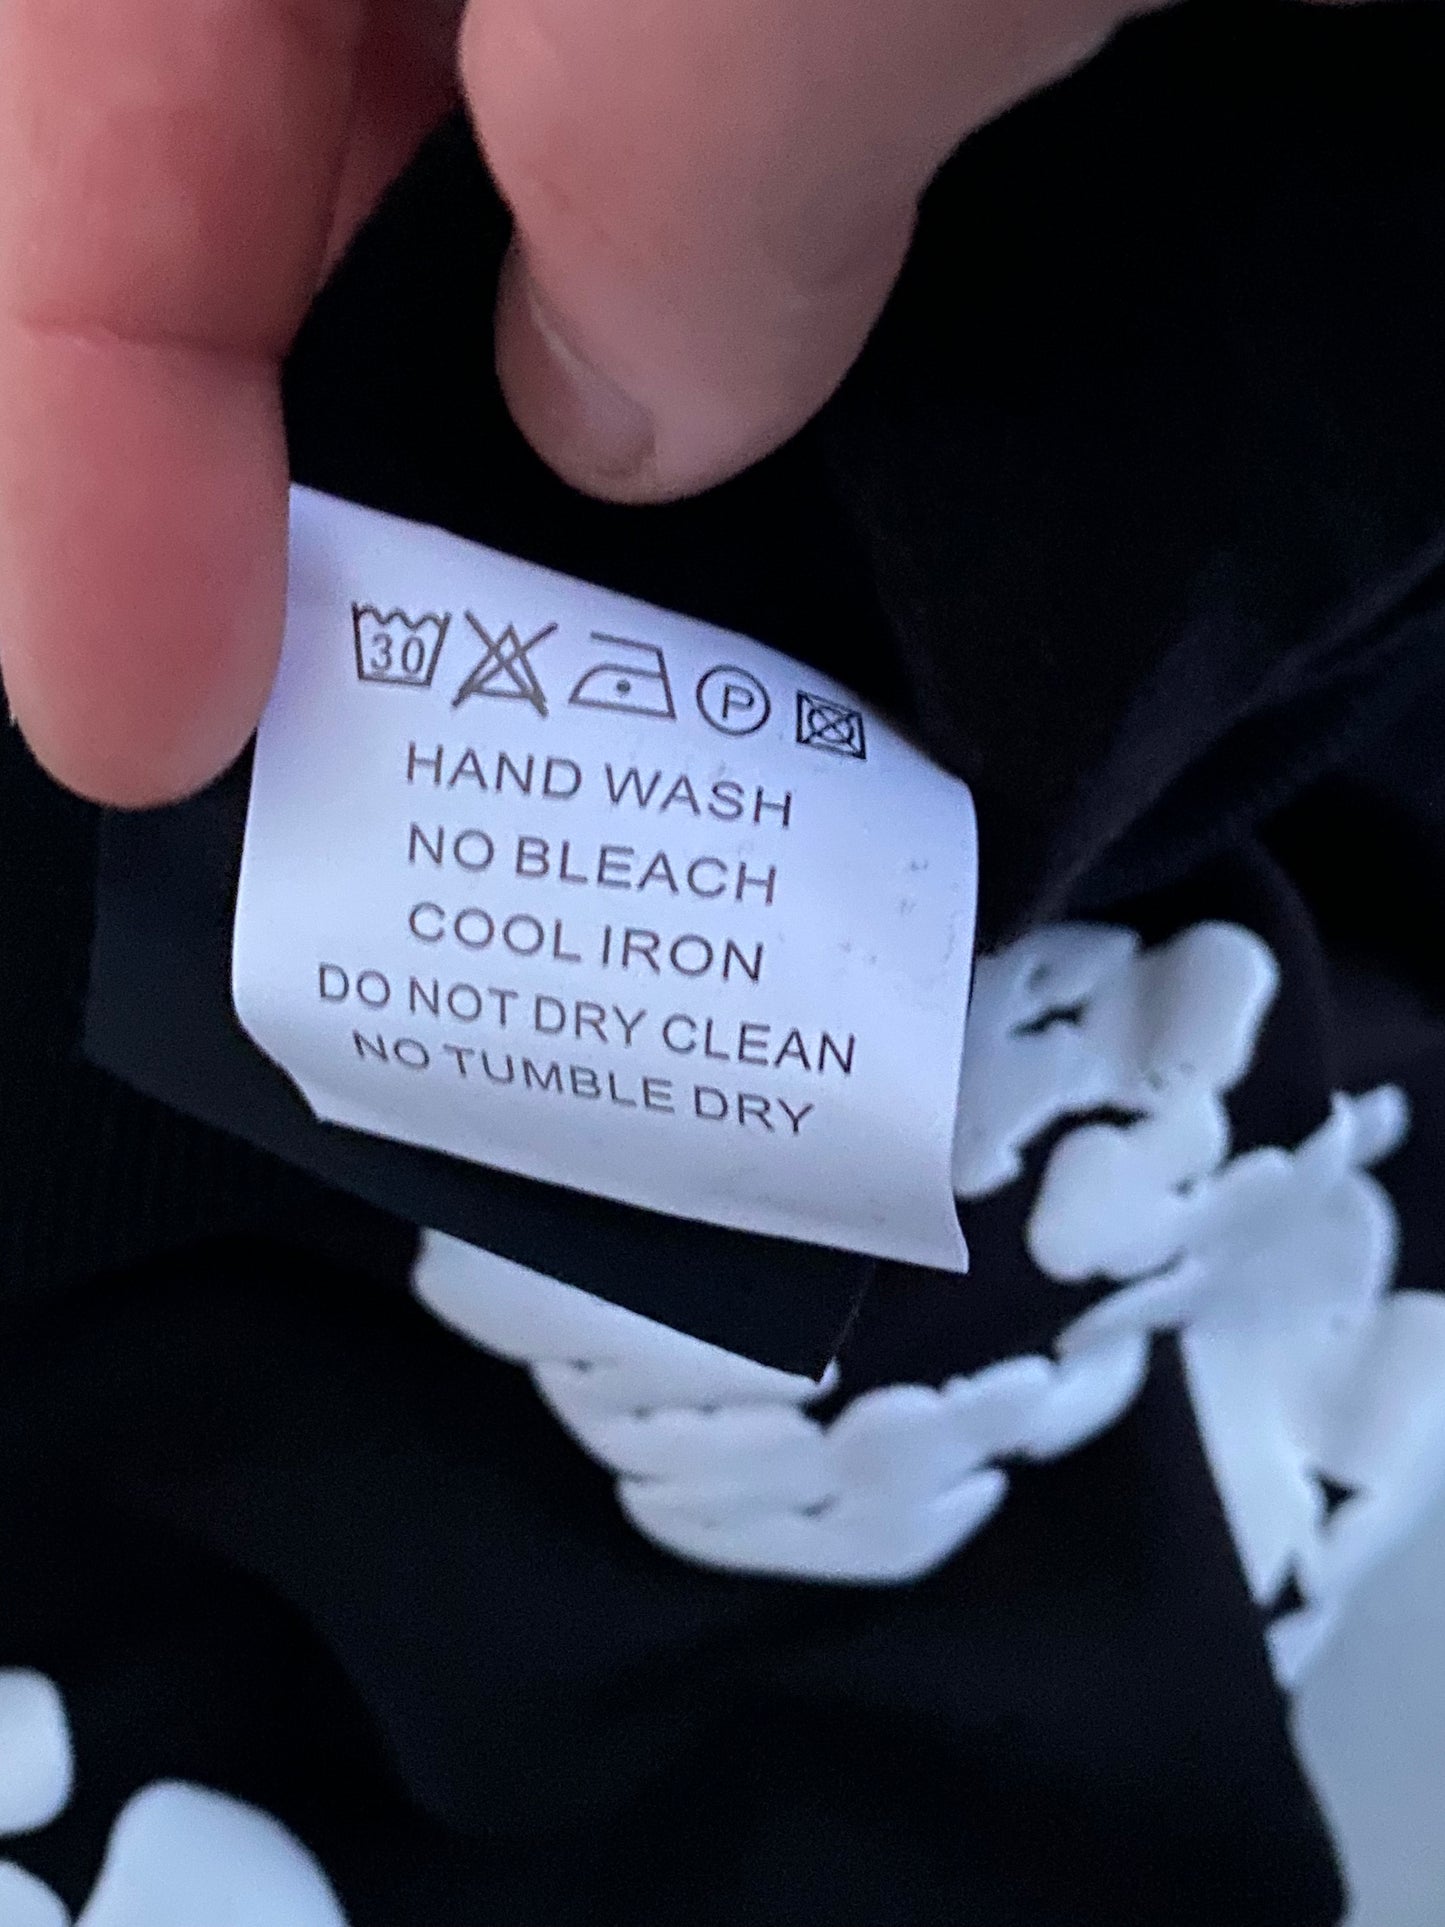 30 P
HAND WASH
NO BLEACH
COOL IRON
DO NOT DRY CLEAN
NO TUMBLE DRY